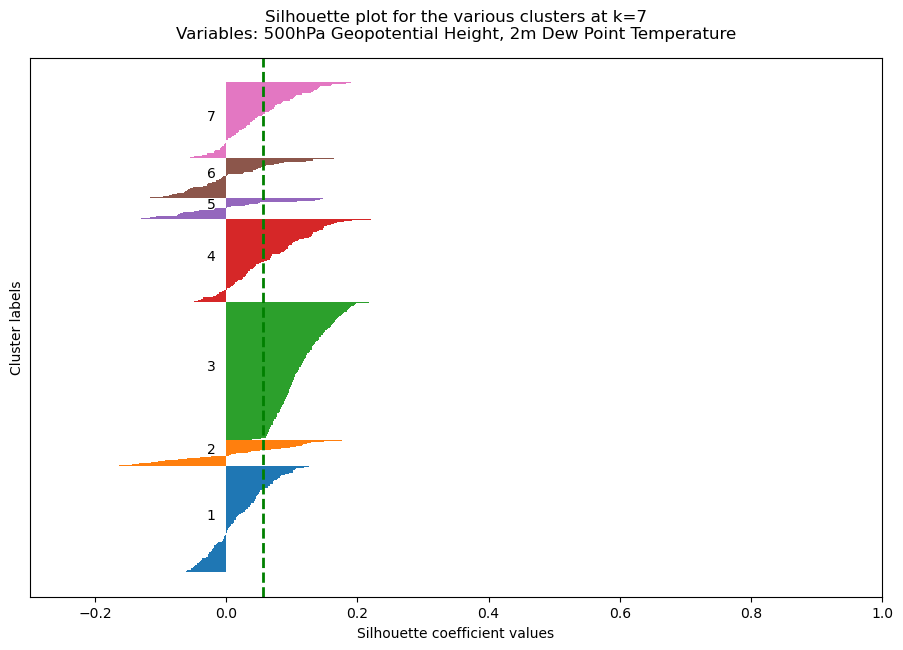 Silhouette plot for the various clusters at k=7
Variables: 500hPa Geopotential Height, 2m Dew Point Temperature
7
6
5
4
3
2
1
Cluster labels
−0.2 0.0 0.2 0.4 0.6 0.8 1.0
Silhouette coefficient values